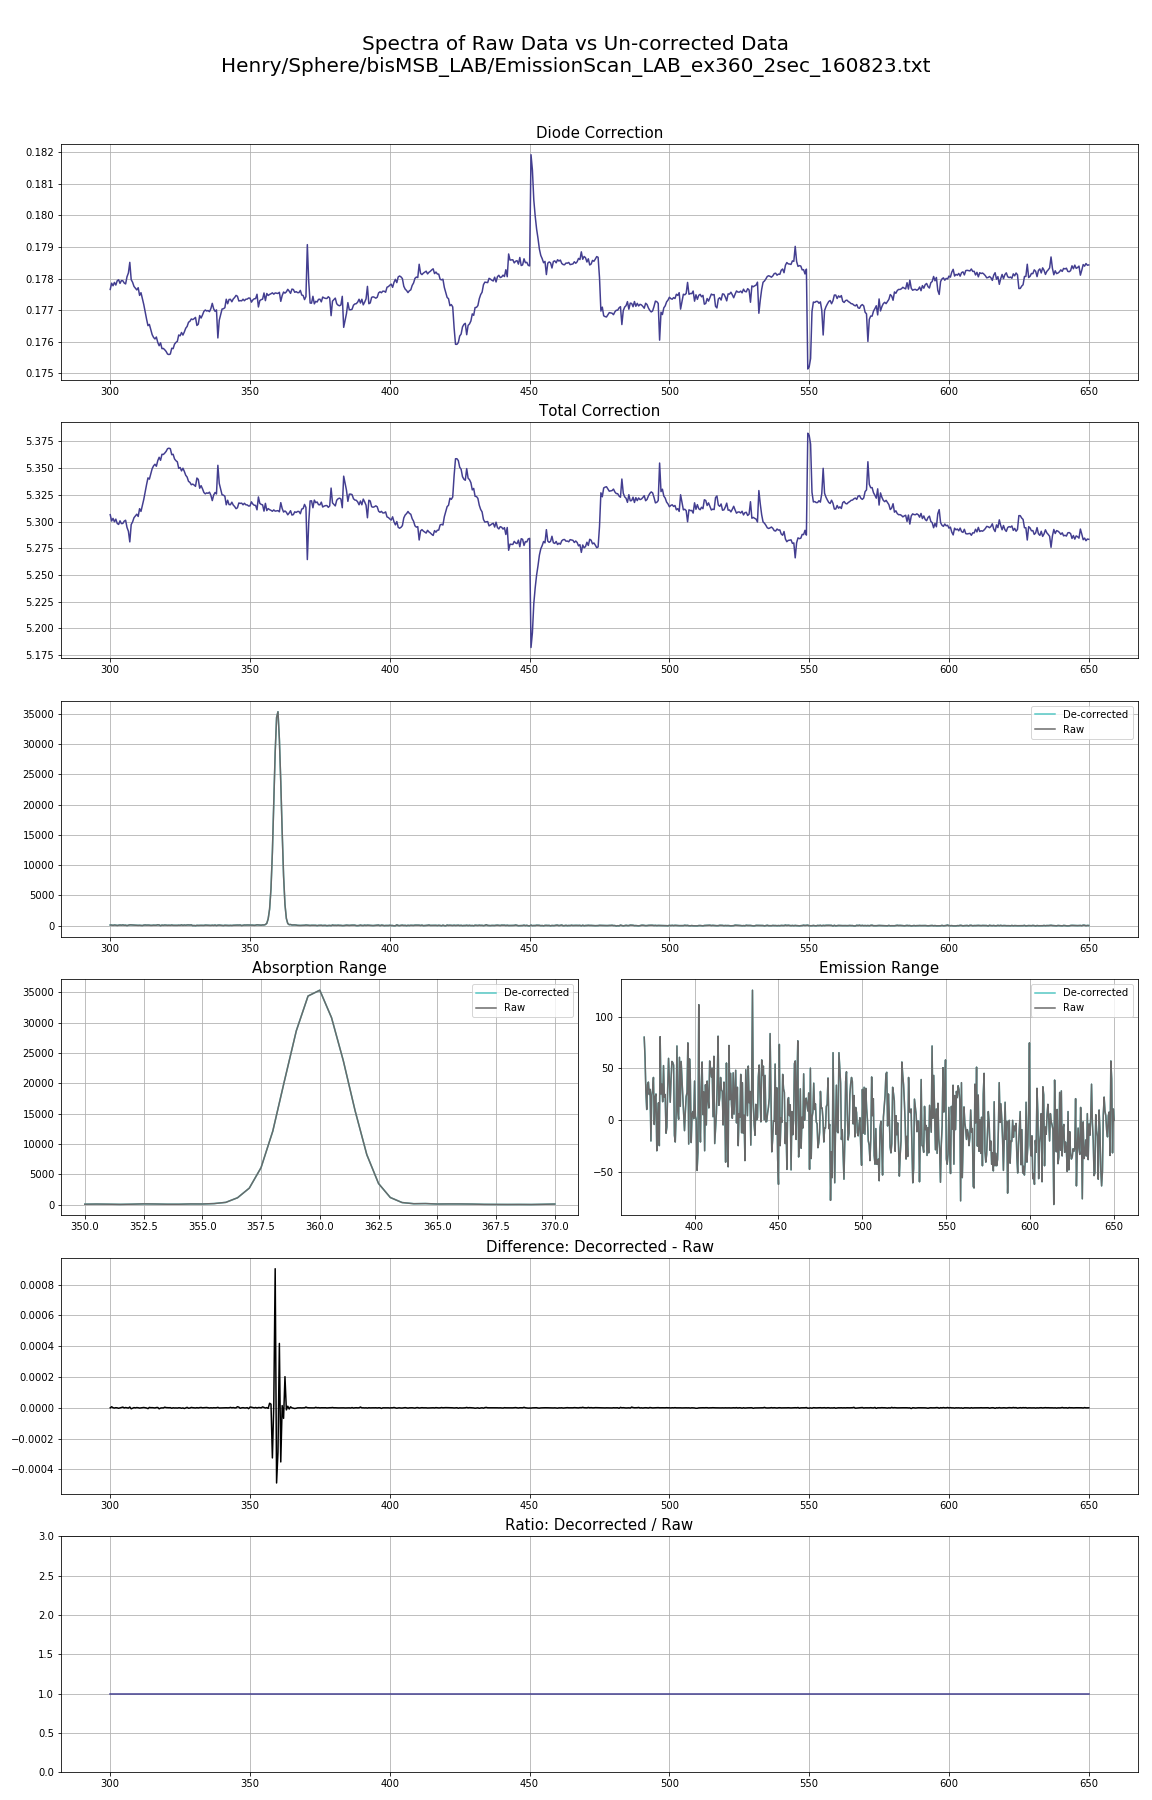 Spectra of Raw Data vs Un-corrected Data
Henry/Sphere/bisMSB_LAB/EmissionScan_LAB_ex360_2sec_160823.txt
Diode Correction
0.182
0.181
0.180
0.179
0.178
0.177
0.176
0.175
300 350 400 450 500 550 600 650
Total Correction
5.375
5.350
5.325
5.300
5.275
5.250
5.225
5.200
5.175
300 350 400 450 500 550 600 650
De-corrected
Raw
35000
30000
25000
20000
15000
10000
5000
0
300 350 400 450 500 550 600 650
Absorption Range
De-corrected
Raw
35000
30000
25000
20000
15000
10000
5000
0
350.0 352.5 355.0 357.5 360.0 362.5 365.0 367.5 370.0
Emission Range
De-corrected
Raw
100
50
0
−50
400 450 500 550 600 650
Difference: Decorrected - Raw
0.0008
0.0006
0.0004
0.0002
0.0000
−0.0002
−0.0004
300 350 400 450 500 550 600 650
Ratio: Decorrected / Raw
3.0
2.5
2.0
1.5
1.0
0.5
0.0
300 350 400 450 500 550 600 650